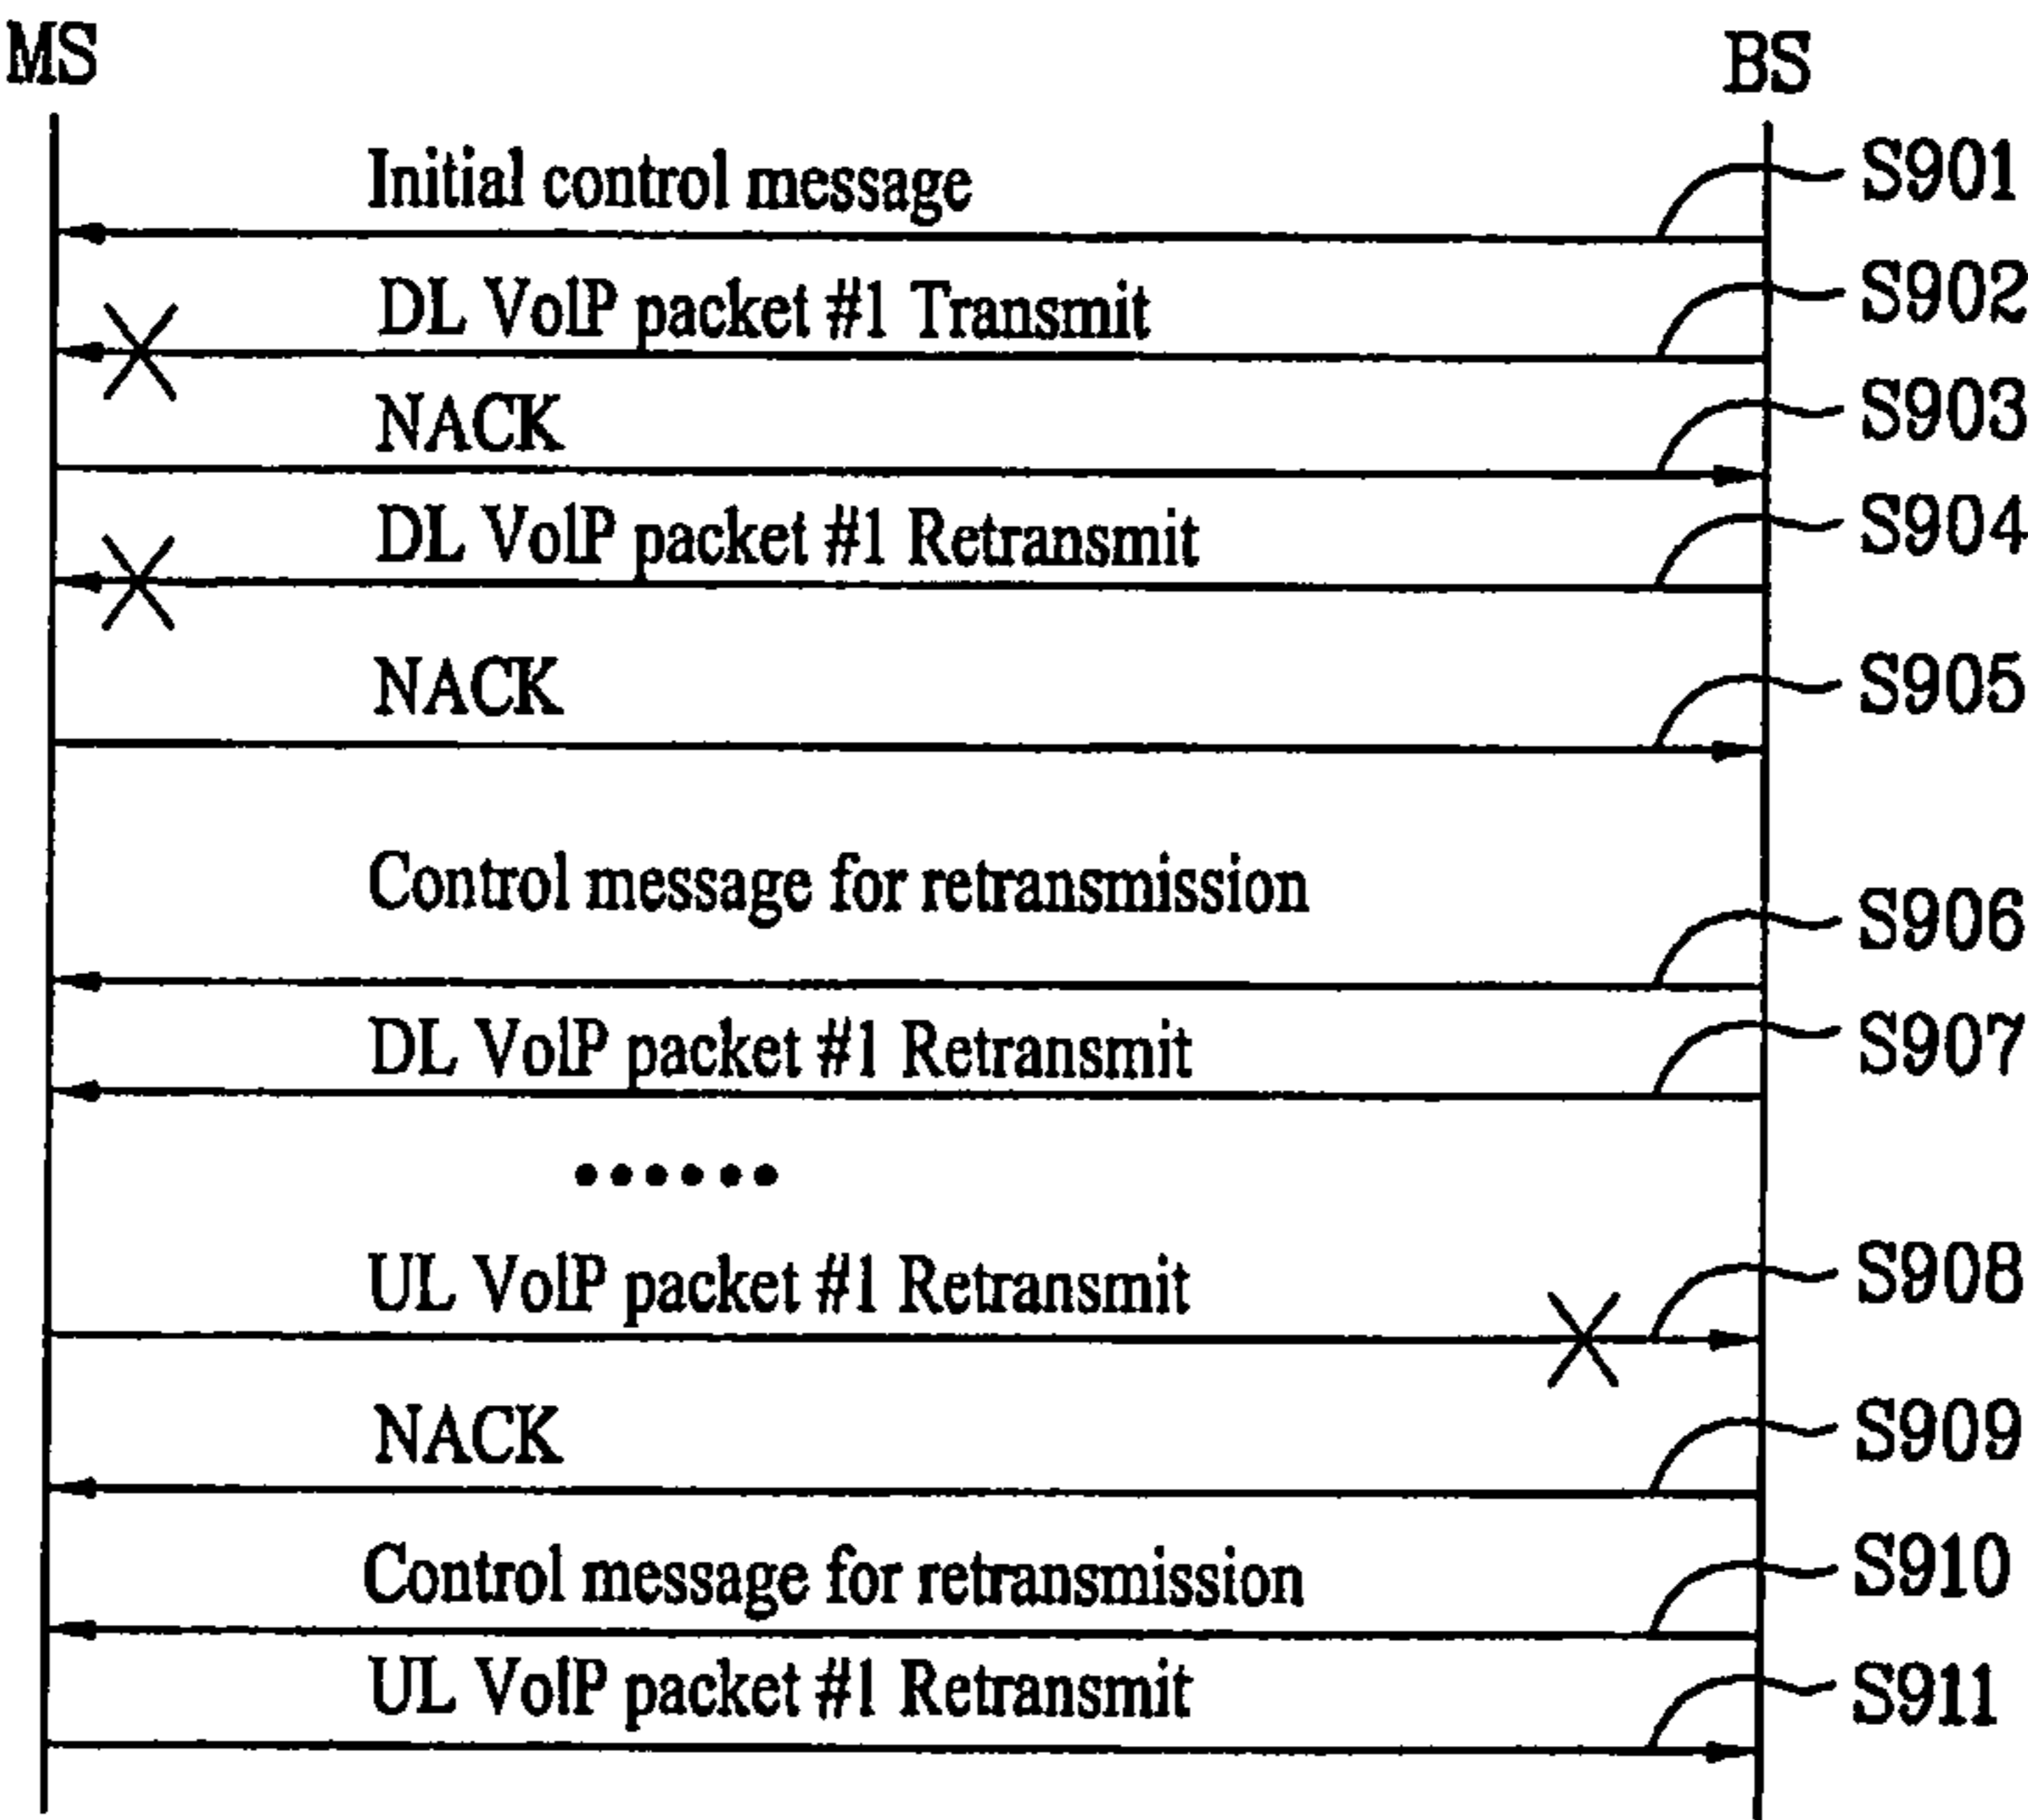 MS
BS
Initial control message
S901
DL VoIP packet #1 Transmit
S902
NACK
S903
DL VoIP packet #1 Retransmit
S904
NACK
S905
Control message for retransmission
S906
DL VoIP packet #1 Retransmit
S907
UL VoIP packet #1 Retransmit
S908
NACK
S909
Control message for retransmission
S910
UL VoIP packet #1 Retransmit
S911